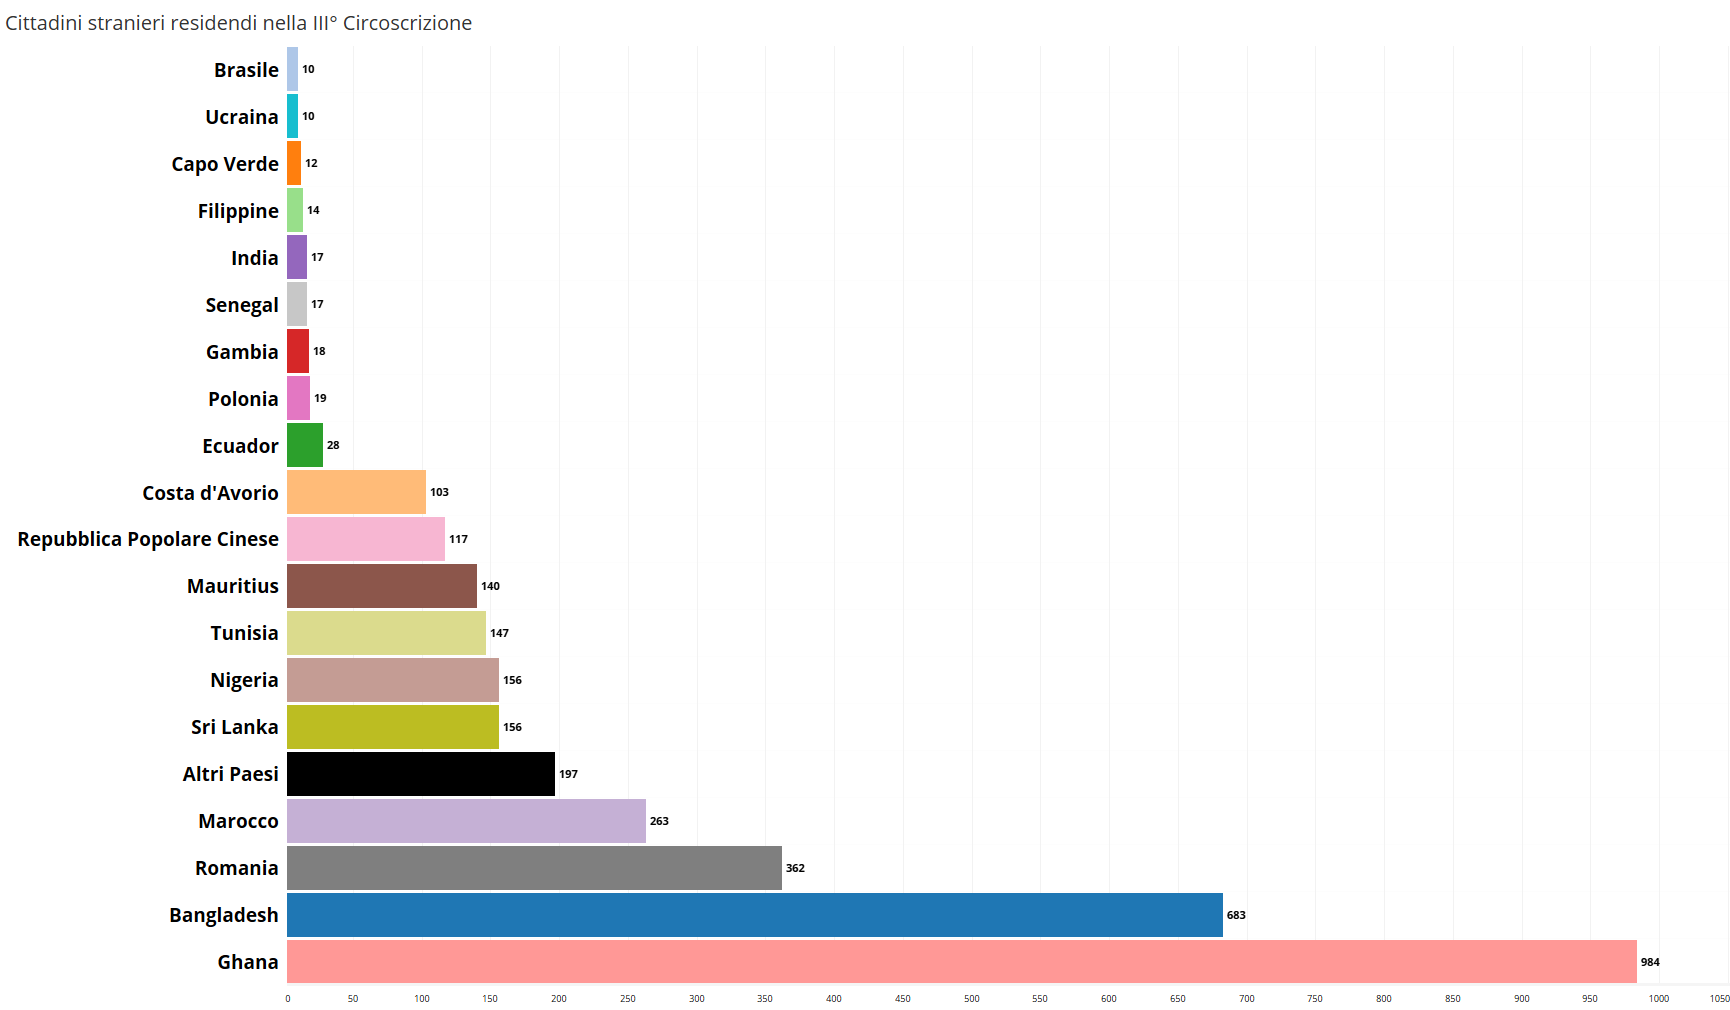 Cittadini stranieri residendi nella III° Circoscrizione
Brasile 10
Ucraina 10
Capo Verde 12
Filippine 14
India 17
Senegal 17
Gambia 18
Polonia 19
Ecuador 28
Costa d'Avorio 103
Repubblica Popolare Cinese 117
Mauritius 140
Tunisia 147
Nigeria 156
Sri Lanka 156
Altri Paesi 197
Marocco 263
Romania 362
Bangladesh 683
Ghana 984
0 50 100 150 200 250 300 350 400 450 500 550 600 650 700 750 800 850 900 950 1000 1050